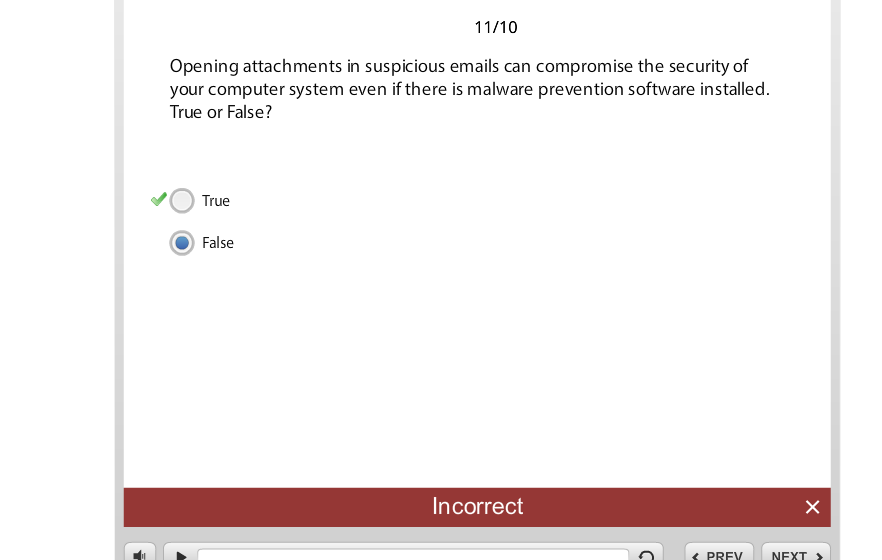 11/10
Opening attachments in suspicious emails can compromise the security of
your computer system even if there is malware prevention software installed.
True or False?
True
False
Incorrect
PREV
NEXT